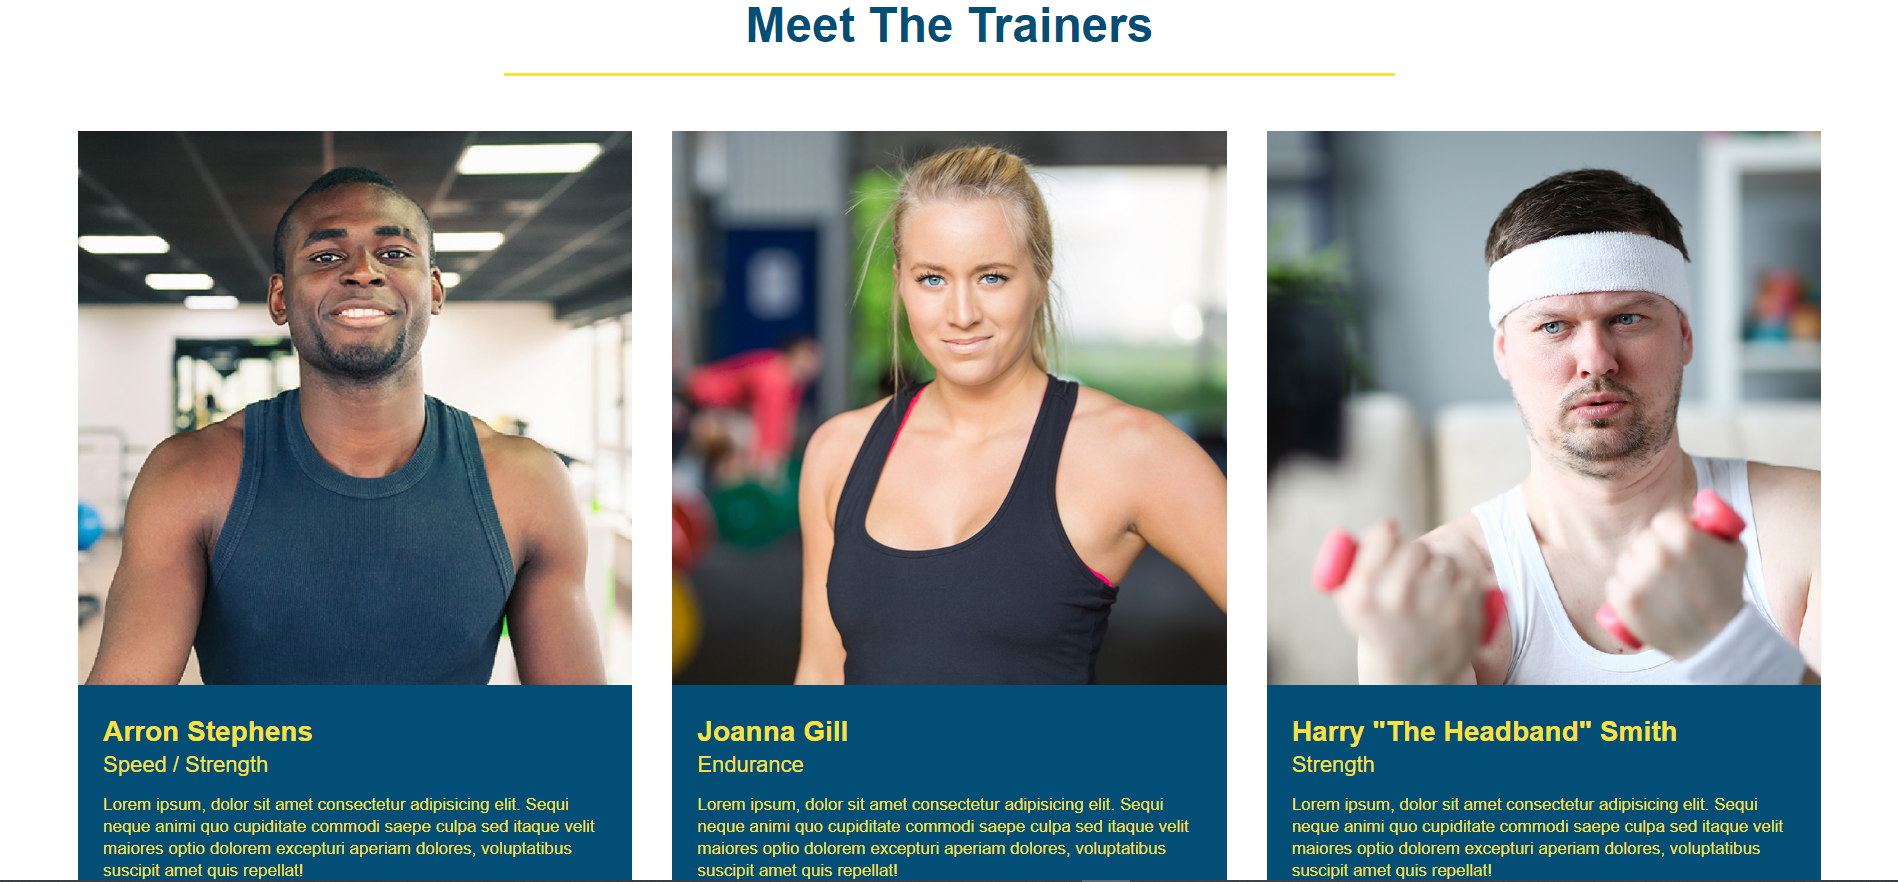 Meet The Trainers
Arron Stephens
Speed / Strength
Lorem ipsum, dolor sit amet consectetur adipisicing elit. Sequi
neque animi quo cupiditate commodi saepe culpa sed itaque velit
maiores optio dolorem excepturi aperiam dolores, voluptatibus
suscipit amet quis repellat!
Joanna Gill
Endurance
Lorem ipsum, dolor sit amet consectetur adipisicing elit. Sequi
neque animi quo cupiditate commodi saepe culpa sed itaque velit
maiores optio dolorem excepturi aperiam dolores, voluptatibus
suscipit amet quis repellat!
Harry "The Headband" Smith
Strength
Lorem ipsum, dolor sit amet consectetur adipisicing elit. Sequi
neque animi quo cupiditate commodi saepe culpa sed itaque velit
maiores optio dolorem excepturi aperiam dolores, voluptatibus
suscipit amet quis repellat!